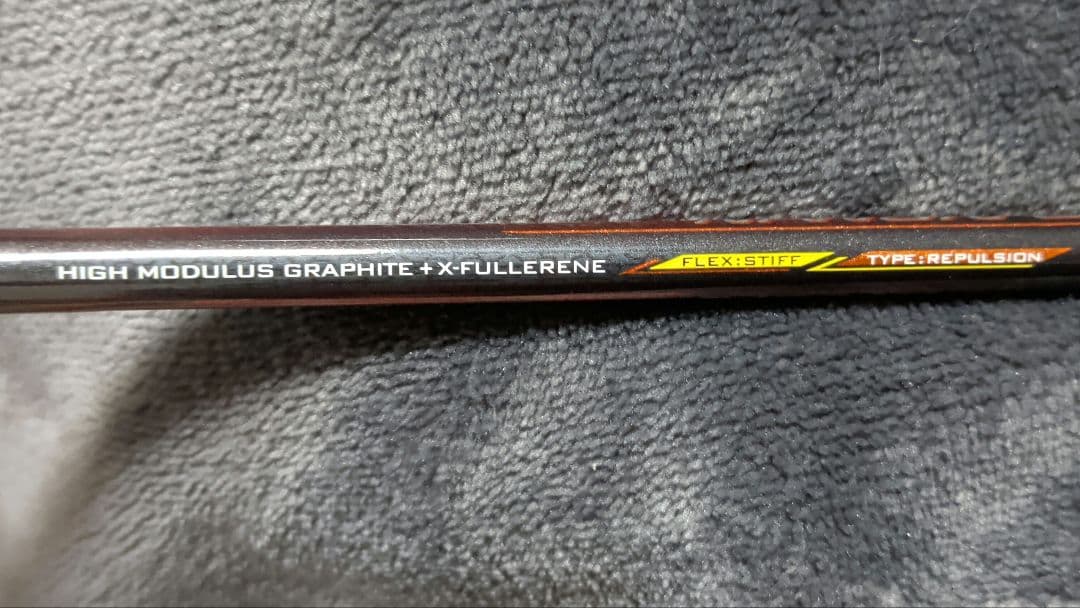 HIGH MODULUS GRAPHITE + X-FULLERENE FLEX:STIFF TYPE:REPULSION